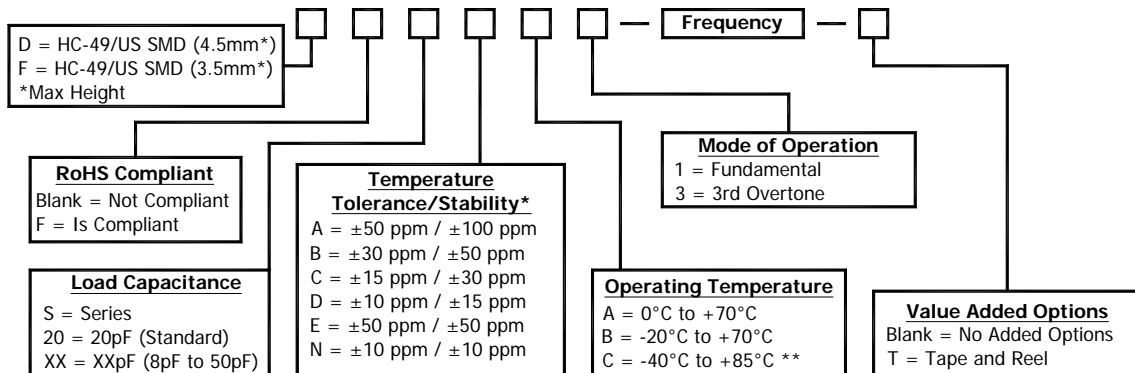 Frequency
D = HC-49/US SMD (4.5mm*)
F = HC-49/US SMD (3.5mm*)
*Max Height
RoHS Compliant
Blank = Not Compliant
F = Is Compliant
Load Capacitance
S = Series
20 = 20pF (Standard)
XX = XXpF (8pF to 50pF)
Temperature
Tolerance/Stability*
A = ±50 ppm / ±100 ppm
B = ±30 ppm / ±50 ppm
C = ±15 ppm / ±30 ppm
D = ±10 ppm / ±15 ppm
E = ±50 ppm / ±50 ppm
N = ±10 ppm / ±10 ppm
Mode of Operation
1 = Fundamental
3 = 3rd Overtone
Operating Temperature
A = 0°C to +70°C
B = -20°C to +70°C
C = -40°C to +85°C **
Value Added Options
Blank = No Added Options
T = Tape and Reel